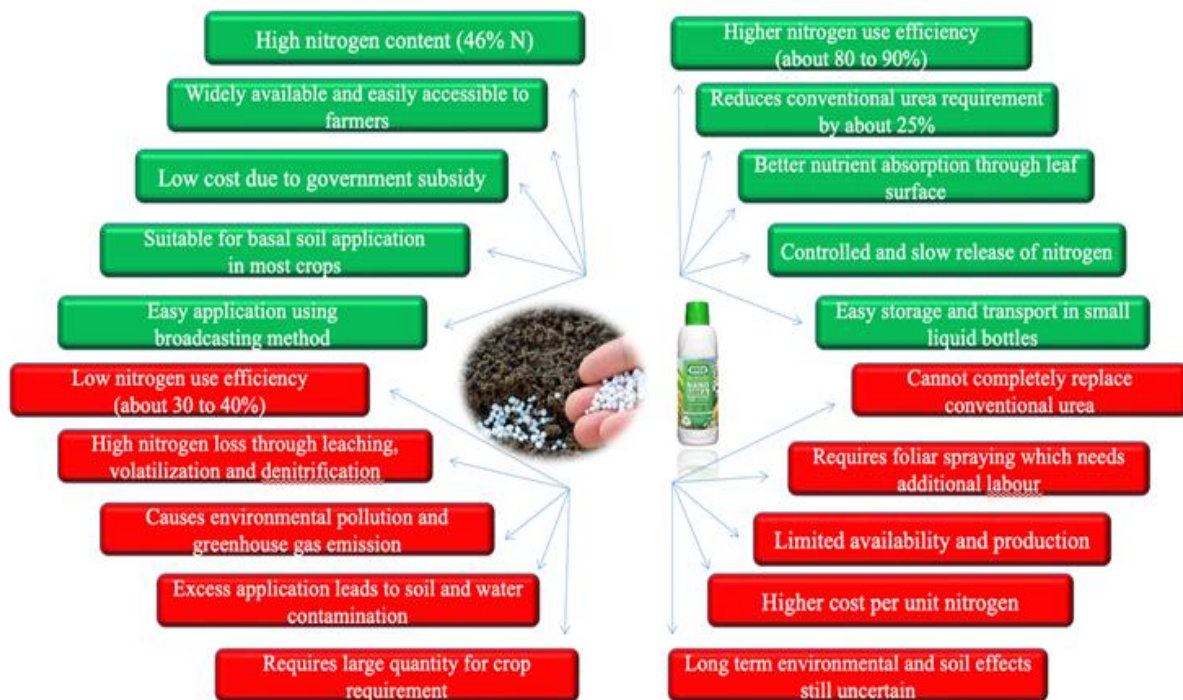 High nitrogen content (46% N)
Widely available and easily accessible to
farmers
Low cost due to government subsidy
Suitable for basal soil application
in most crops
Easy application using
broadcasting method
Low nitrogen use efficiency
(about 30 to 40%)
High nitrogen loss through leaching,
volatilization and denitrification
Causes environmental pollution and
greenhouse gas emission
Excess application leads to soil and water
contamination
Requires large quantity for crop
requirement
Higher nitrogen use efficiency
(about 80 to 90%)
Reduces conventional urea requirement
by about 25%
Better nutrient absorption through leaf
surface
Controlled and slow release of nitrogen
Easy storage and transport in small
liquid bottles
NANO
UREA
Cannot completely replace
conventional urea
Requires foliar spraying which needs
additional labour
Limited availability and production
Higher cost per unit nitrogen
Long term environmental and soil effects
still uncertain